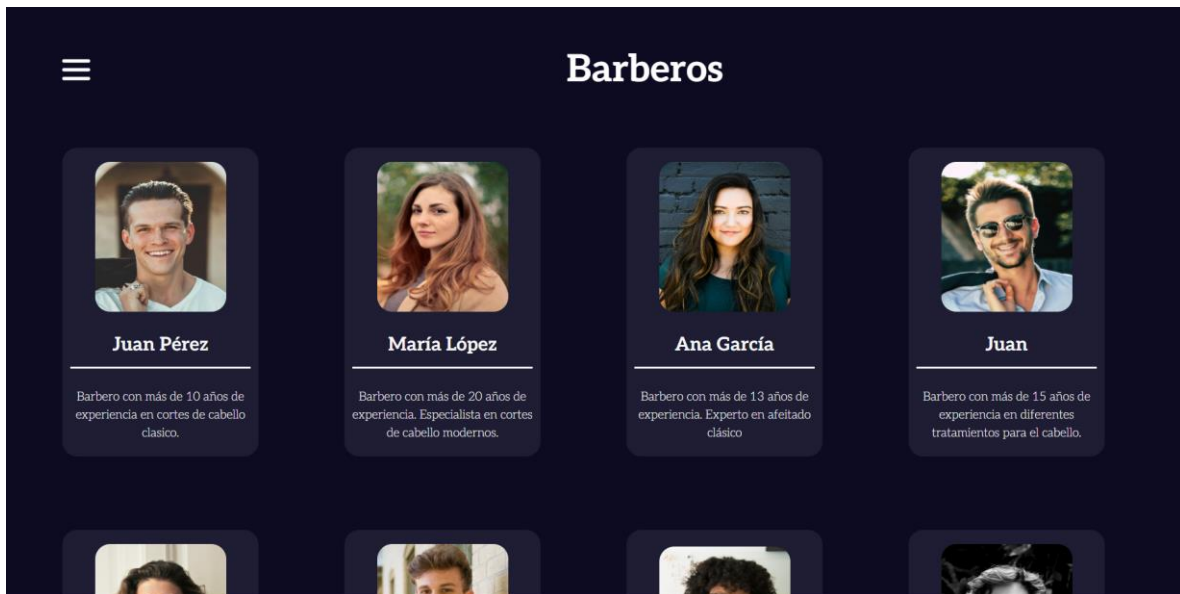 Barberos
Juan Pérez
Barbero con más de 10 años de
experiencia en cortes de cabello
clasico.
María López
Barbero con más de 20 años de
experiencia. Especialista en cortes
de cabello modernos.
Ana García
Barbero con más de 13 años de
experiencia. Experto en afeitado
clásico
Juan
Barbero con más de 15 años de
experiencia en diferentes
tratamientos para el cabello.